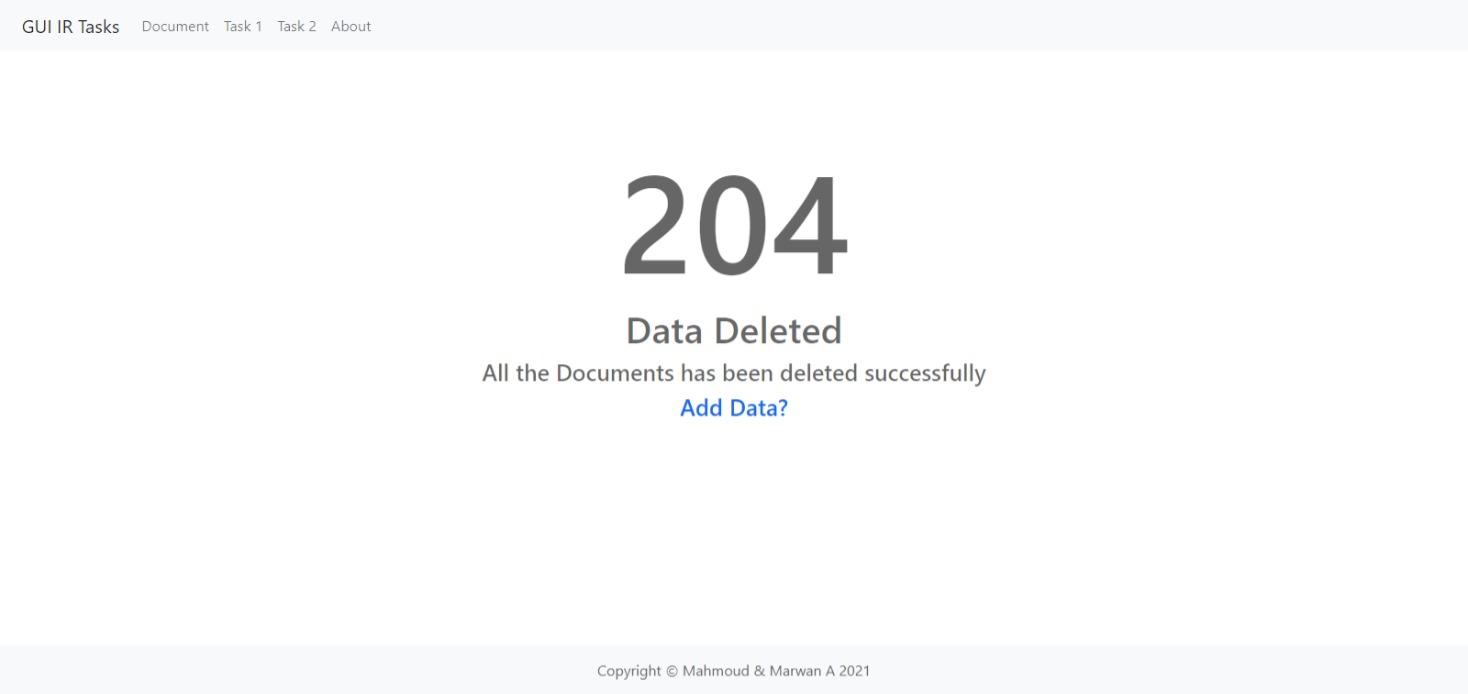 GUI IR Tasks Document Task 1 Task 2 About
204
Data Deleted
All the Documents has been deleted successfully
Add Data?
Copyright © Mahmoud & Marwan A 2021